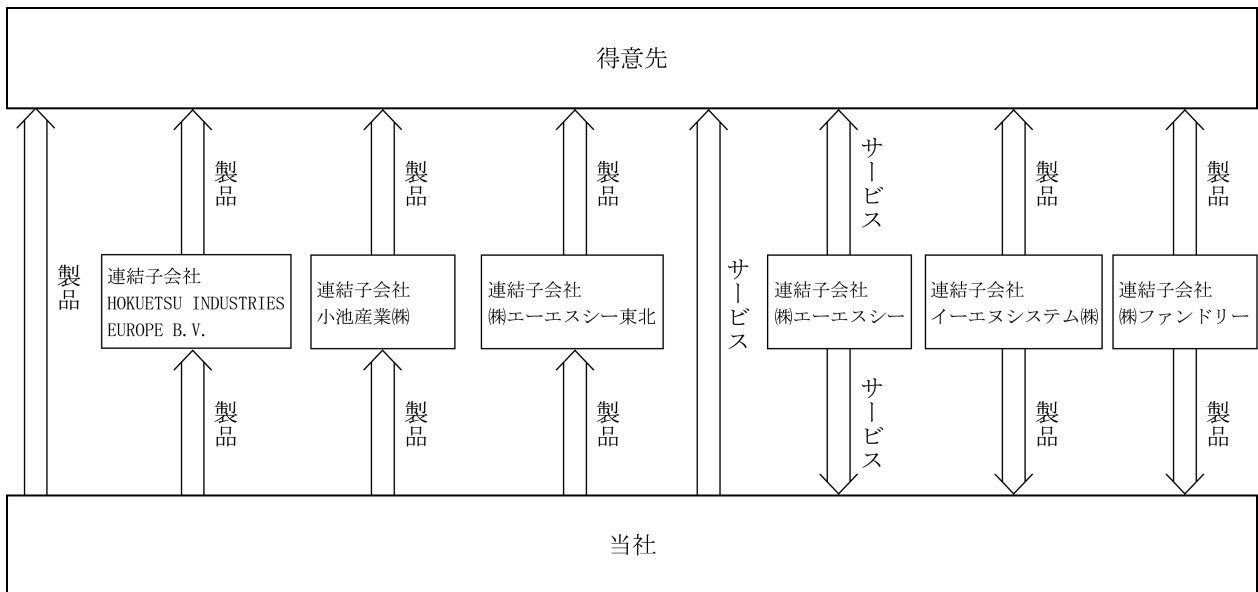 得意先
製品
製品
製品
製品
サービス
サービス
製品
製品
連結子会社
HOKUETSU INDUSTRIES
EUROPE B.V.
連結子会社
小池産業㈱
連結子会社
㈱エーエスシー東北
連結子会社
㈱エーエスシー
連結子会社
イーエヌシステム㈱
連結子会社
㈱ファンドリー
製品
製品
製品
サービス
製品
製品
当社